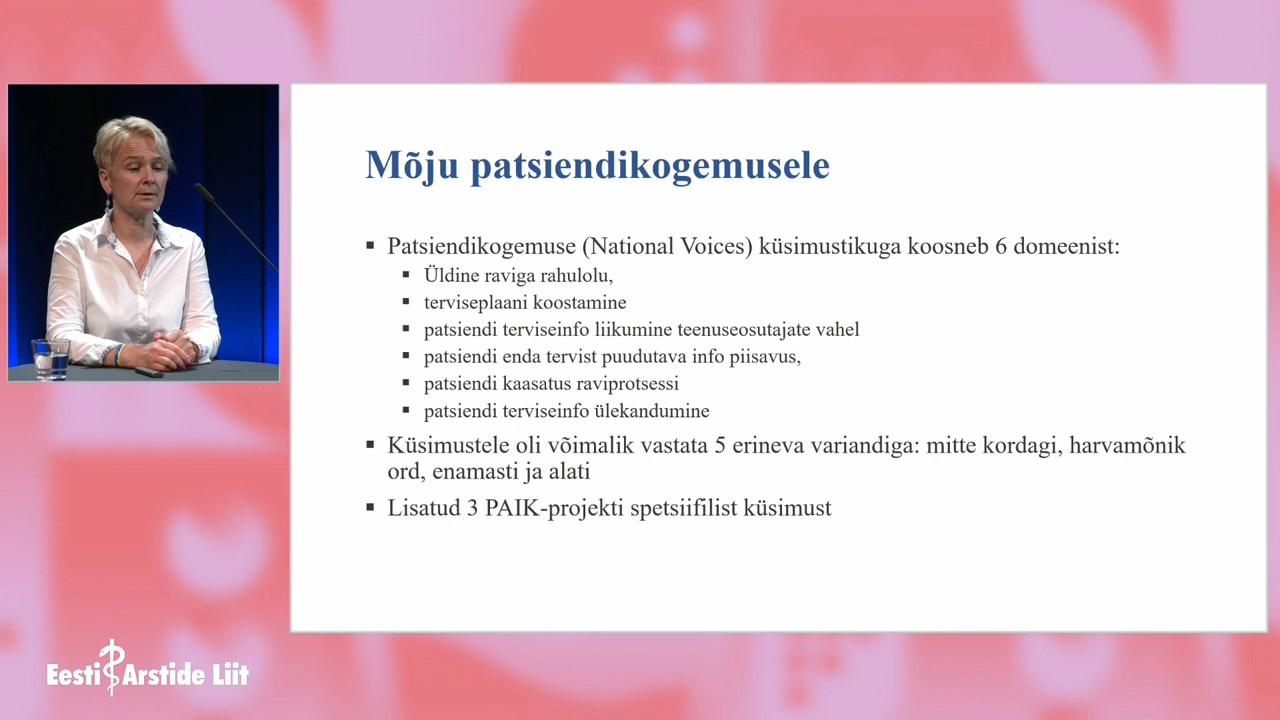 Mõju patsiendikogemusele
▪ Patsiendikogemuse (National Voices) küsimustikuga koosneb 6 domeenist:
▪ Üldine raviga rahulolu,
▪ terviseplaani koostamine
▪ patsiendi terviseinfo liikumine teenuseosutajate vahel
▪ patsiendi enda tervist puudutava info piisavus,
▪ patsiendi kaasatus raviprotsessi
▪ patsiendi terviseinfo ülekandumine
▪ Küsimustele oli võimalik vastata 5 erineva variandiga: mitte kordagi, harvamõnik
ord, enamasti ja alati
▪ Lisatud 3 PAIK-projekti spetsiifilist küsimust
Eesti Arstide Liit